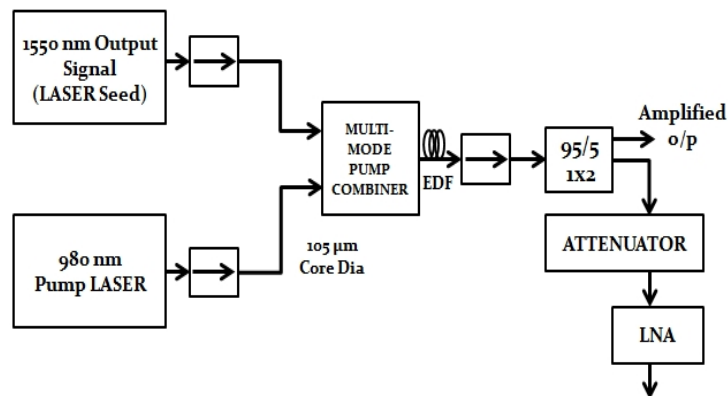 1550 nm Output
Signal
(LASER Seed)
980 nm
Pump LASER
105 µm
Core Dia
MULTI-
MODE
PUMP
COMBINER
EDF
95/5
1x2
Amplified
o/p
ATTENUATOR
LNA